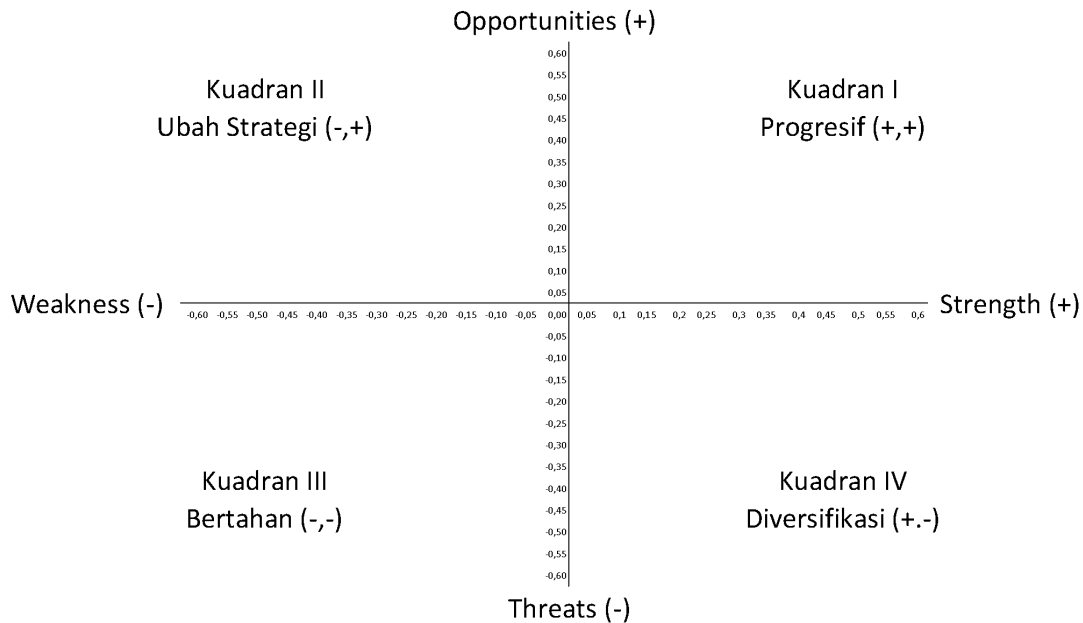 Opportunities (+)
Kuadran II
Ubah Strategi (-,+)
Kuadran I
Progresif (+,+)
0,60
0,55
0,50
0,45
0,40
0,35
0,30
0,25
0,20
0,15
0,10
0,05
Weakness (-)
Strength (+)
-0,60 -0,55 -0,50 -0,45 -0,40 -0,35 -0,30 -0,25 -0,20 -0,15 -0,10 -0,05 0,00 0,05 0,1 0,15 0,2 0,25 0,3 0,35 0,4 0,45 0,5 0,55 0,6
-0,05
-0,10
-0,15
-0,20
-0,25
-0,30
-0,35
-0,40
-0,45
-0,50
-0,55
-0,60
Kuadran III
Bertahan (-,-)
Kuadran IV
Diversifikasi (+.-)
Threats (-)